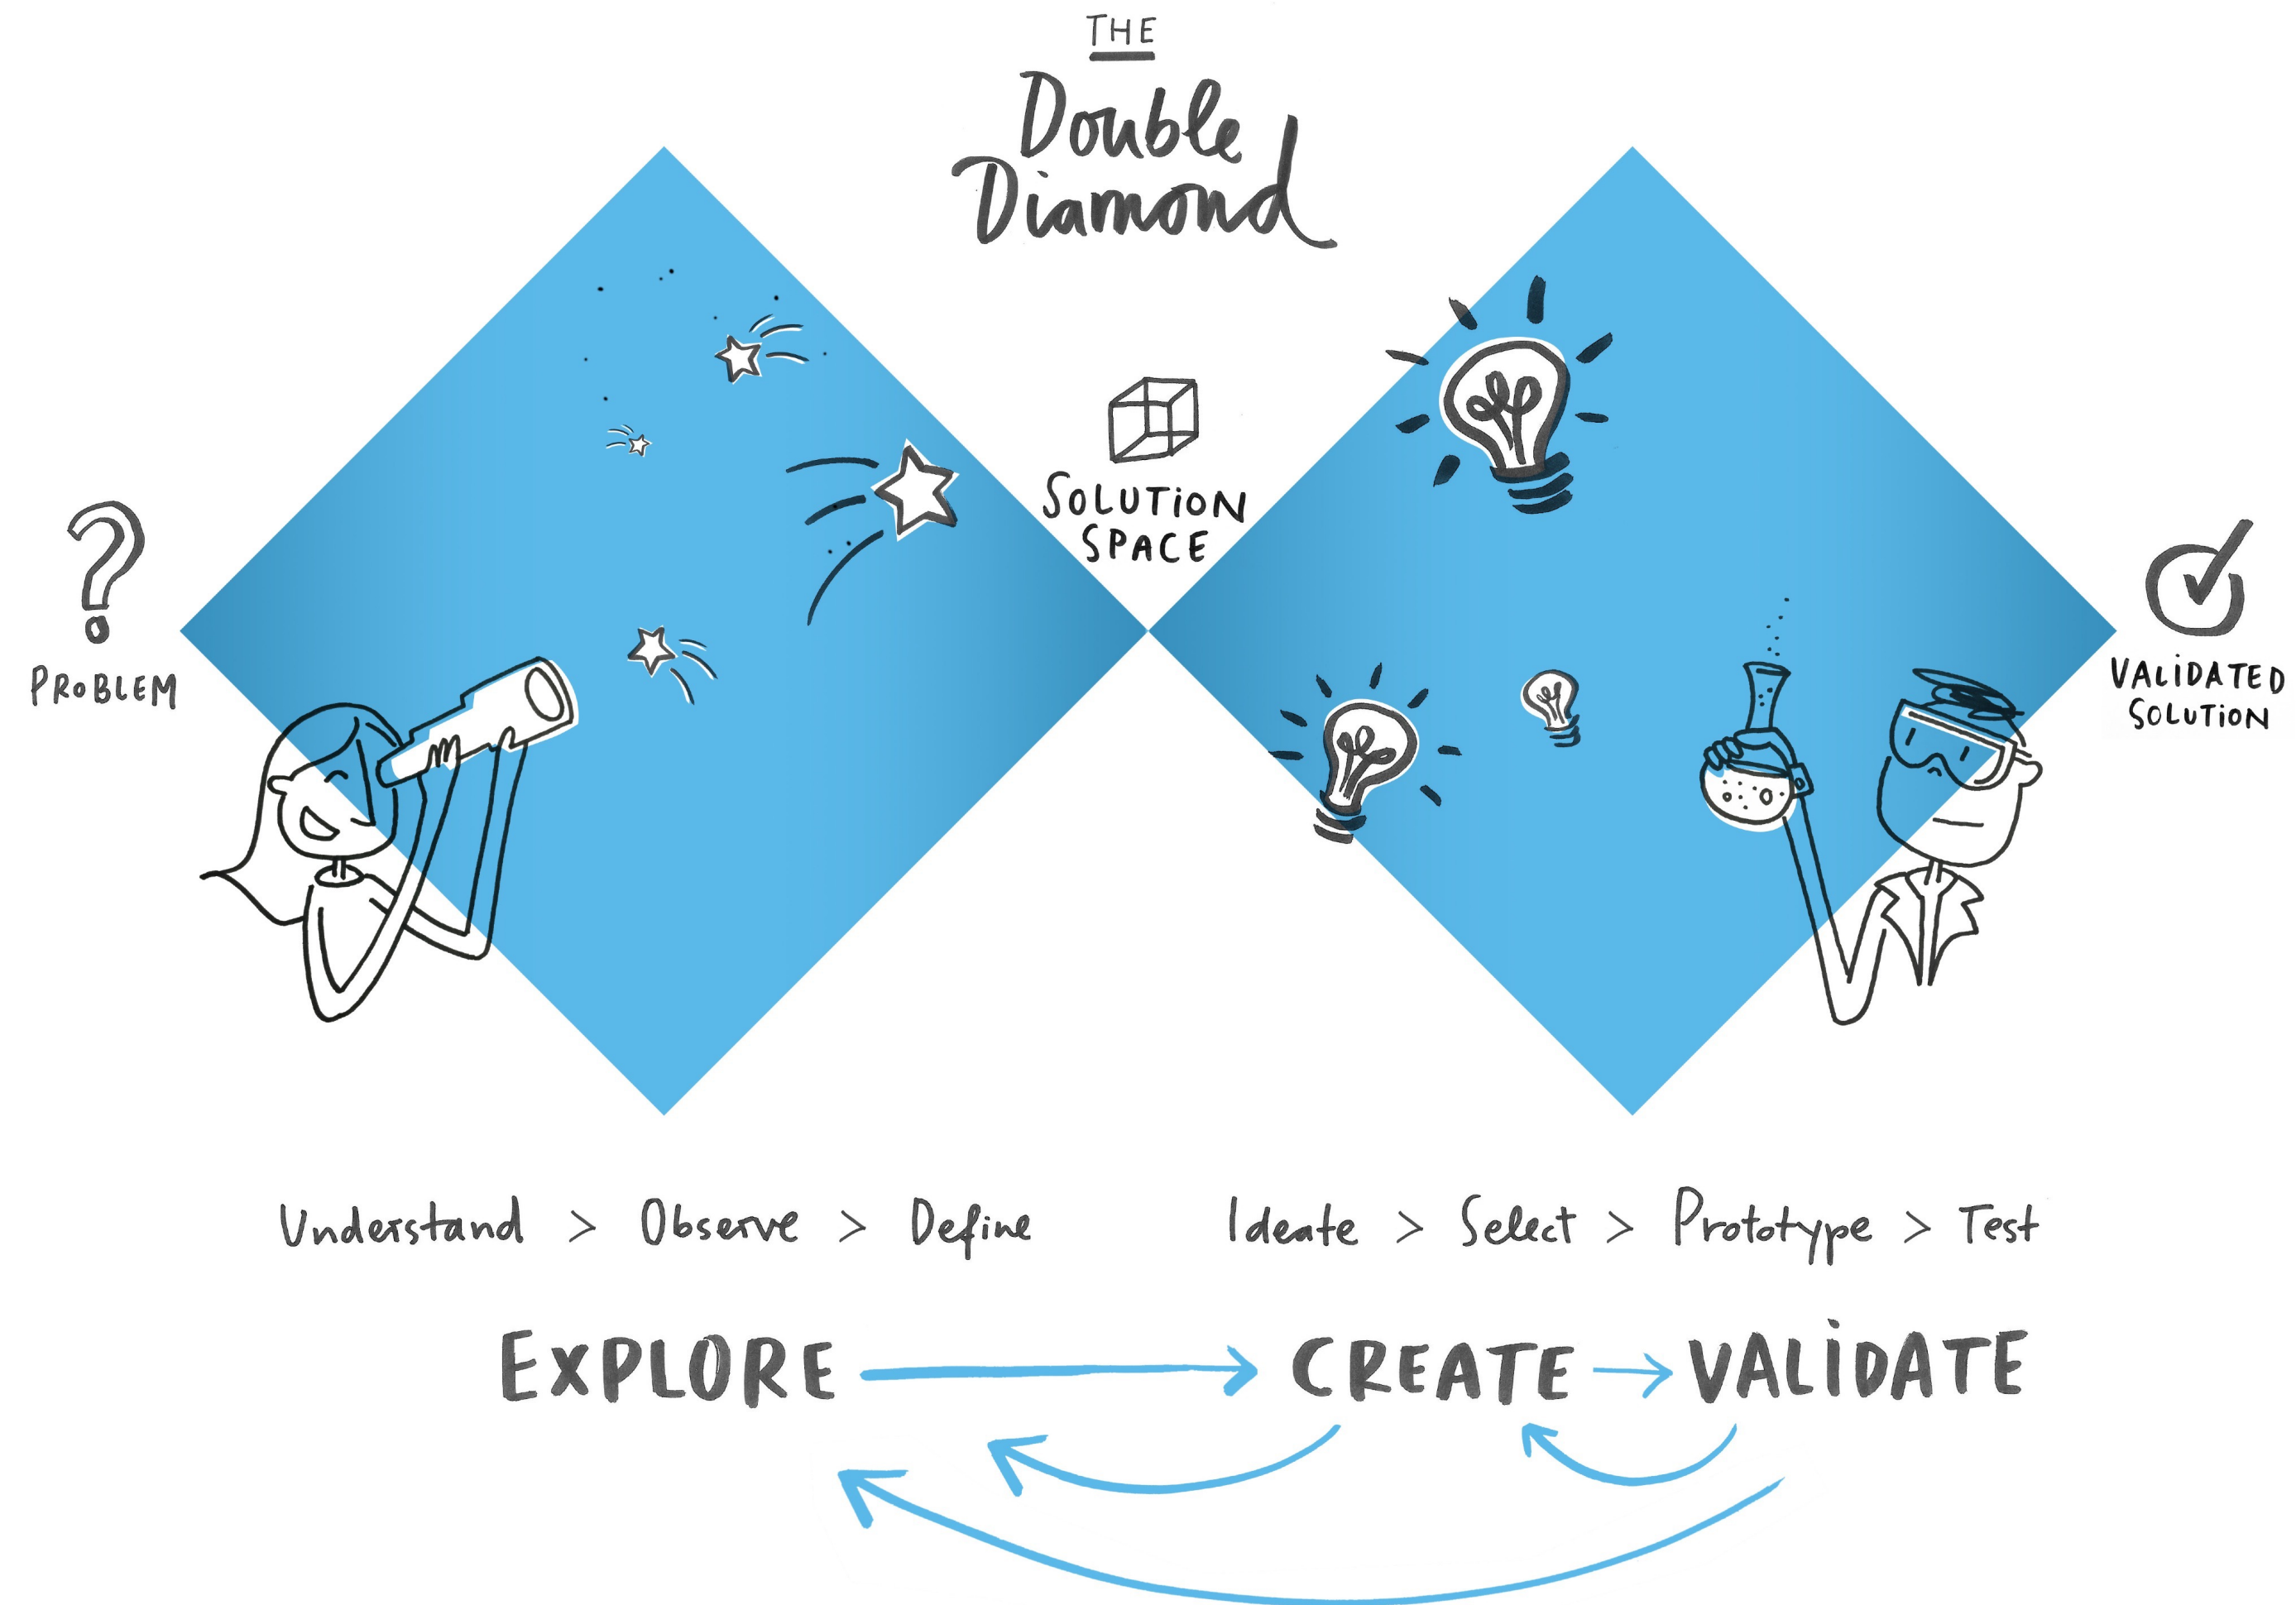 THE
Double
Diamond
SOLUTION
SPACE
PROBLEM
VALIDATED
SOLUTION
Understand > Observe > Define
Ideate > Select > Prototype > Test
EXPLORE
CREATE
VALIDATE